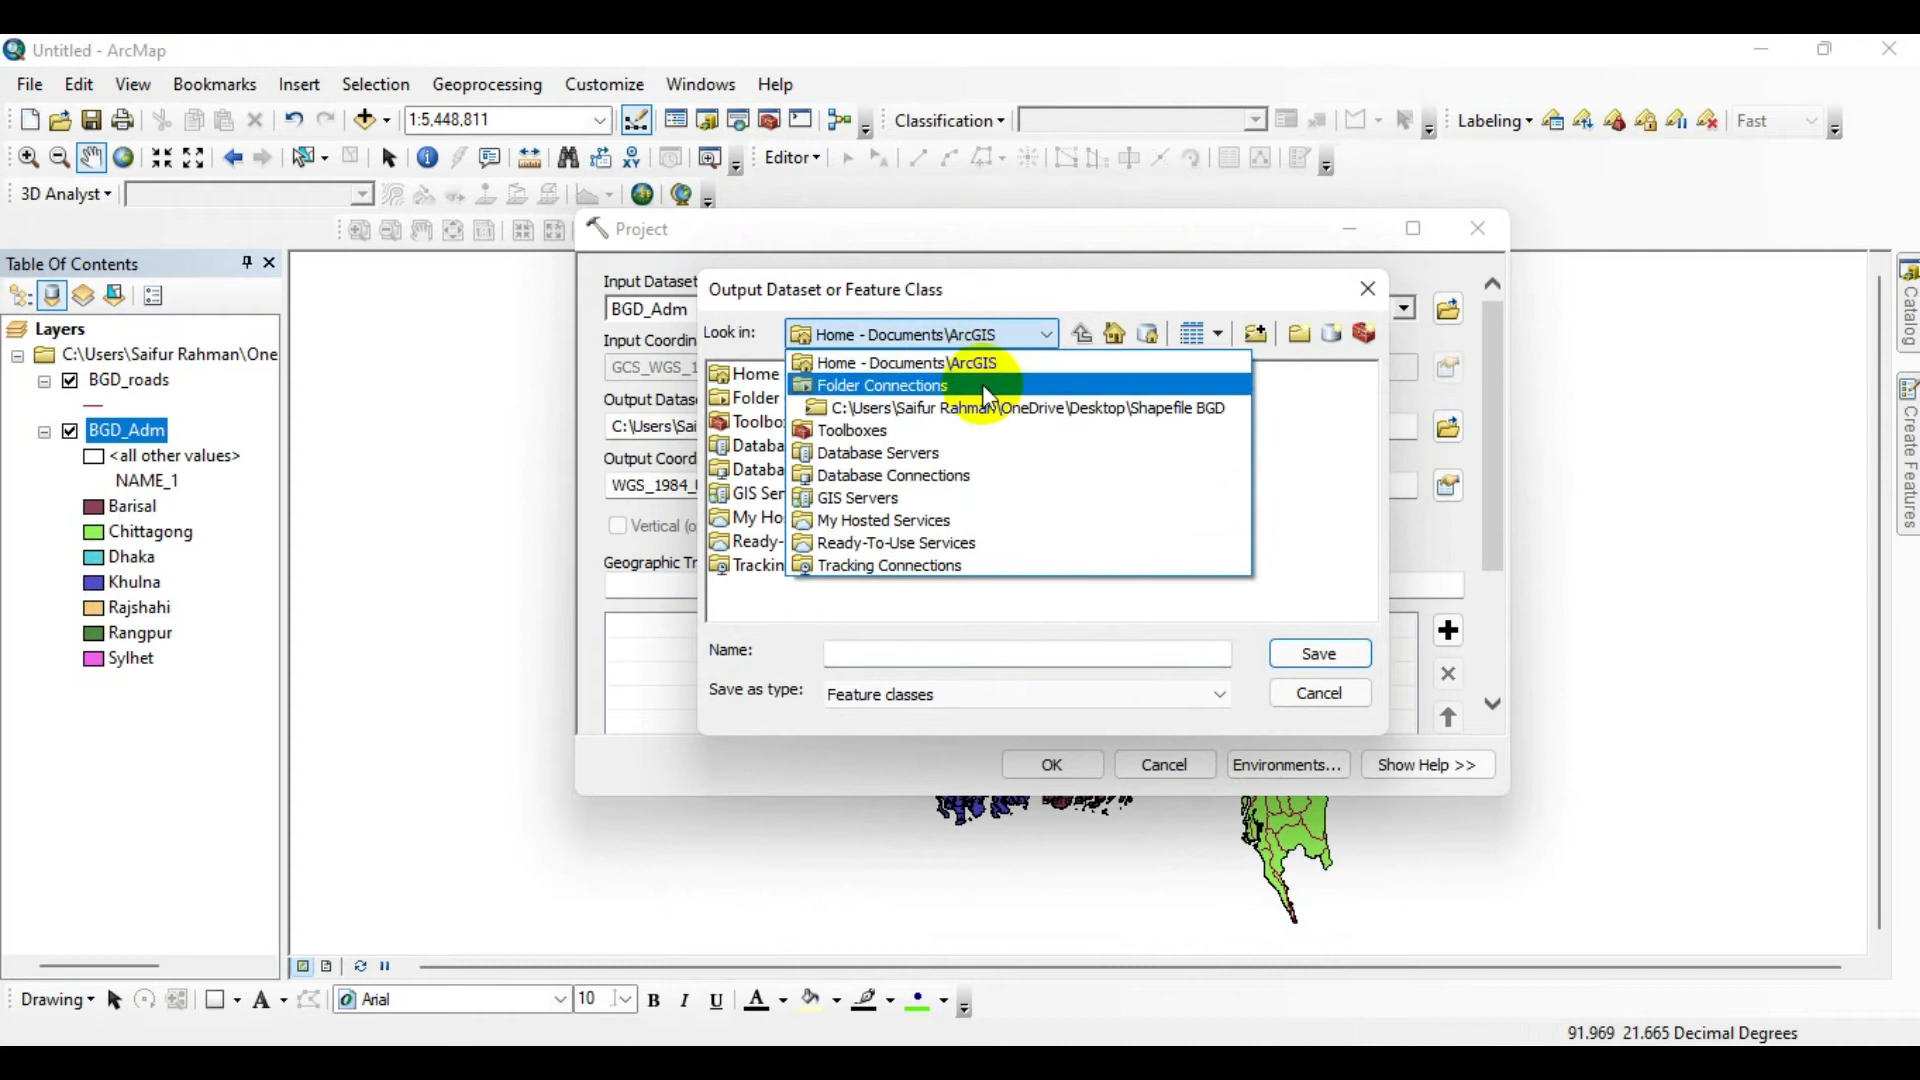 Untitled - ArcMap
File Edit View Bookmarks Insert Selection Geoprocessing Customize Windows Help
1:5,448,811 Classification Labeling Fast
Editor
3D Analyst
Project
Table Of Contents
Layers
C:\Users\Saifur Rahman\One
BGD_roads
BGD_Adm
<all other values>
NAME_1
Barisal
Chittagong
Dhaka
Khulna
Rajshahi
Rangpur
Sylhet
Input Dataset
BGD_Adm
Input Coordin
GCS_WGS_1
Output Datas
C:\Users\Sai
Output Coord
WGS_1984_
Vertical (o
Geographic Tr
Output Dataset or Feature Class
Look in: Home - Documents\ArcGIS
Home
Folder
Toolbo
Databa
Databa
GIS Ser
My Ho
Ready-
Trackin
Home - Documents\ArcGIS
Folder Connections
C:\Users\Saifur Rahman\OneDrive\Desktop\Shapefile BGD
Toolboxes
Database Servers
Database Connections
GIS Servers
My Hosted Services
Ready-To-Use Services
Tracking Connections
Name: Save
Save as type: Feature classes Cancel
OK Cancel Environments... Show Help >>
Catalog
Create Features
Drawing A Arial 10 B I U A
91.969 21.665 Decimal Degrees